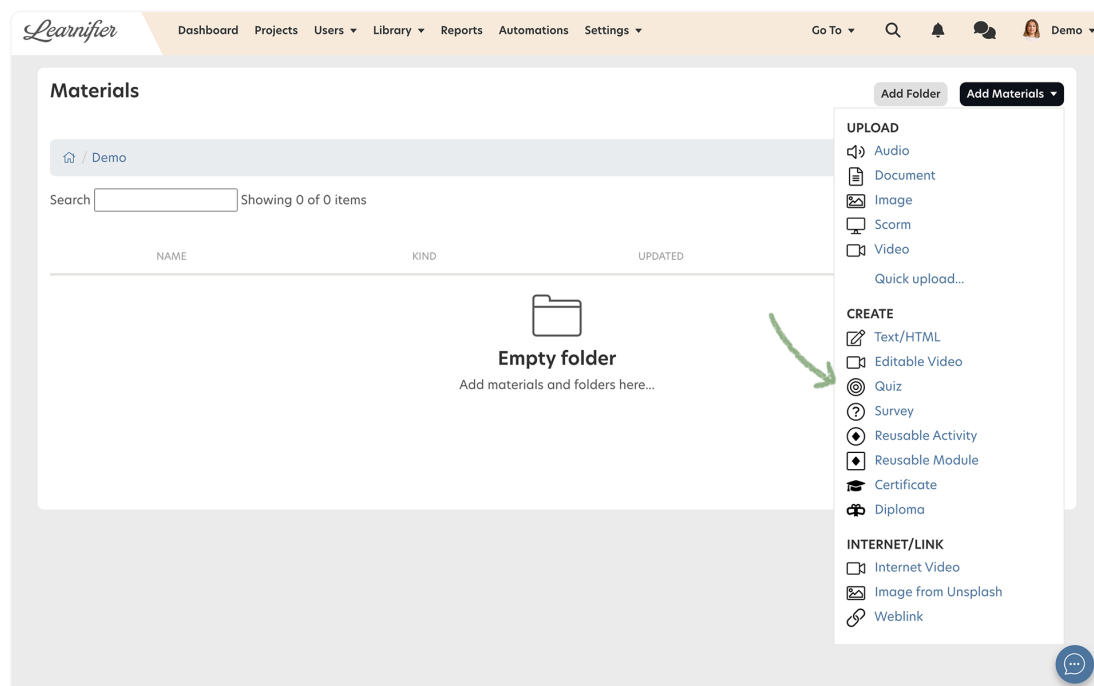 Learnifier Dashboard Projects Users Library Reports Automations Settings Go To Demo
Materials Add Folder Add Materials
/ Demo
Search Showing 0 of 0 items
NAME KIND UPDATED
Empty folder
Add materials and folders here...
UPLOAD
Audio
Document
Image
Scorm
Video
Quick upload...
CREATE
Text/HTML
Editable Video
Quiz
Survey
Reusable Activity
Reusable Module
Certificate
Diploma
INTERNET/LINK
Internet Video
Image from Unsplash
Weblink